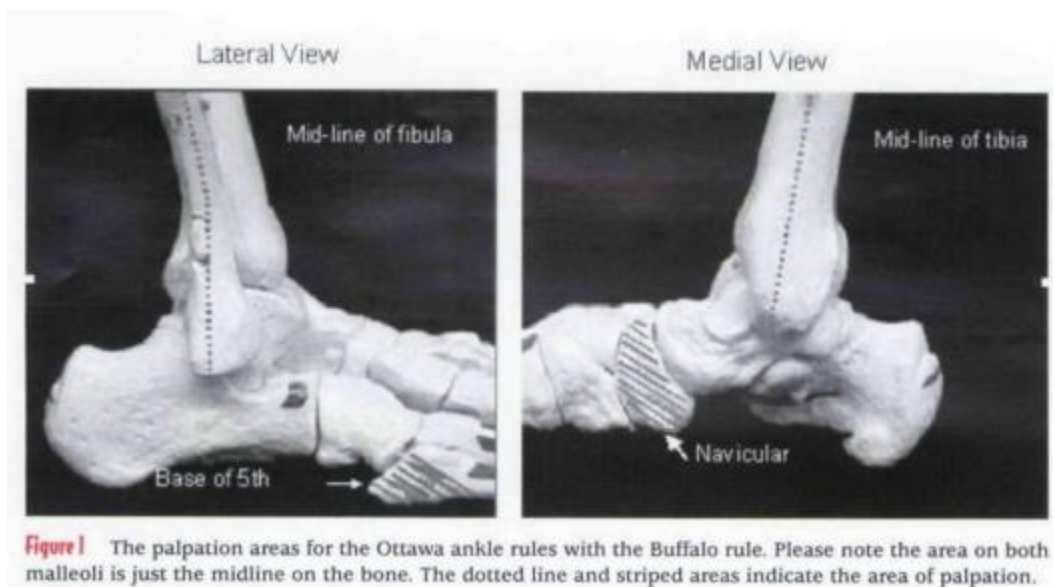 Lateral View
Medial View
Mid-line of fibula
Mid-line of tibia
Base of 5th
Navicular
Figure 1 The palpation areas for the Ottawa ankle rules with the Buffalo rule. Please note the area on both
malleoli is just the midline on the bone. The dotted line and striped areas indicate the area of palpation.